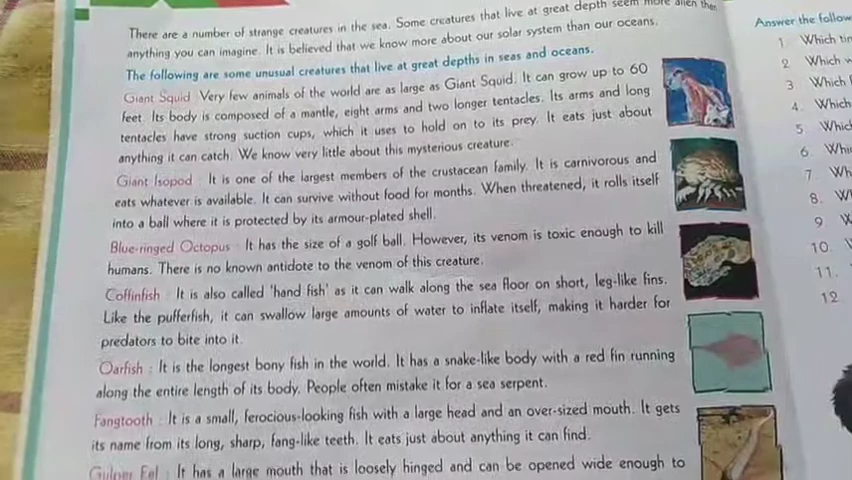 There are a number of strange creatures in the sea. Some creatures that live at great depth seem more alien then
anything you can imagine. It is believed that we know more about our solar system than our oceans.
The following are some unusual creatures that live at great depths in seas and oceans.
Giant Squid Very few animals of the world are as large as Giant Squid. It can grow up to 60
feet. Its body is composed of a mantle, eight arms and two longer tentacles. Its arms and long
tentacles have strong suction cups, which it uses to hold on to its prey. It eats just about
anything it can catch. We know very little about this mysterious creature.
Giant Isopod : It is one of the largest members of the crustacean family. It is carnivorous and
eats whatever is available. It can survive without food for months. When threatened, it rolls itself
into a ball where it is protected by its armour-plated shell.
Blue-ringed Octopus : It has the size of a golf ball. However, its venom is toxic enough to kill
humans. There is no known antidote to the venom of this creature.
Coffinfish : It is also called 'hand fish' as it can walk along the sea floor on short, leg-like fins.
Like the pufferfish, it can swallow large amounts of water to inflate itself, making it harder for
predators to bite into it.
Oarfish : It is the longest bony fish in the world. It has a snake-like body with a red fin running
along the entire length of its body. People often mistake it for a sea serpent.
Fangtooth : It is a small, ferocious-looking fish with a large head and an over-sized mouth. It gets
its name from its long, sharp, fang-like teeth. It eats just about anything it can find.
Gulper Eel : It has a large mouth that is loosely hinged and can be opened wide enough to
Answer the follow
1. Which
2. Which
3. Which
4. Which
5. Which
6.
7.
8.
9.
10.
11.
12.